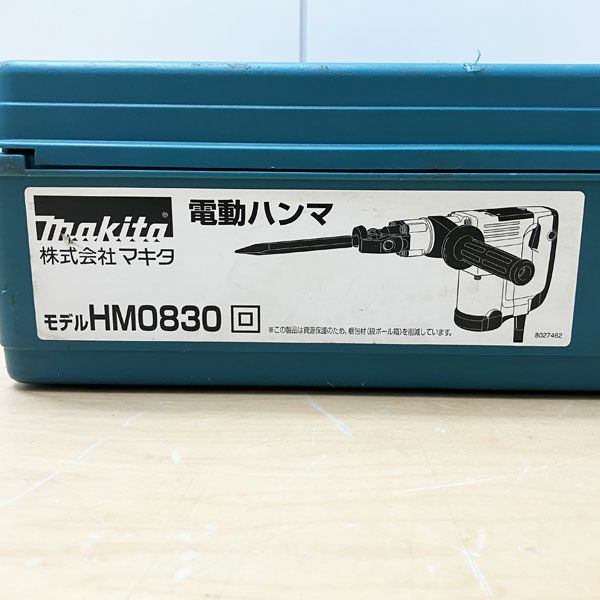 makita®
株式会社マキタ
電動ハンマ
モデルHM0830
※この製品は資源保護のため、梱包材(段ボール箱)を削減しています。
8027462